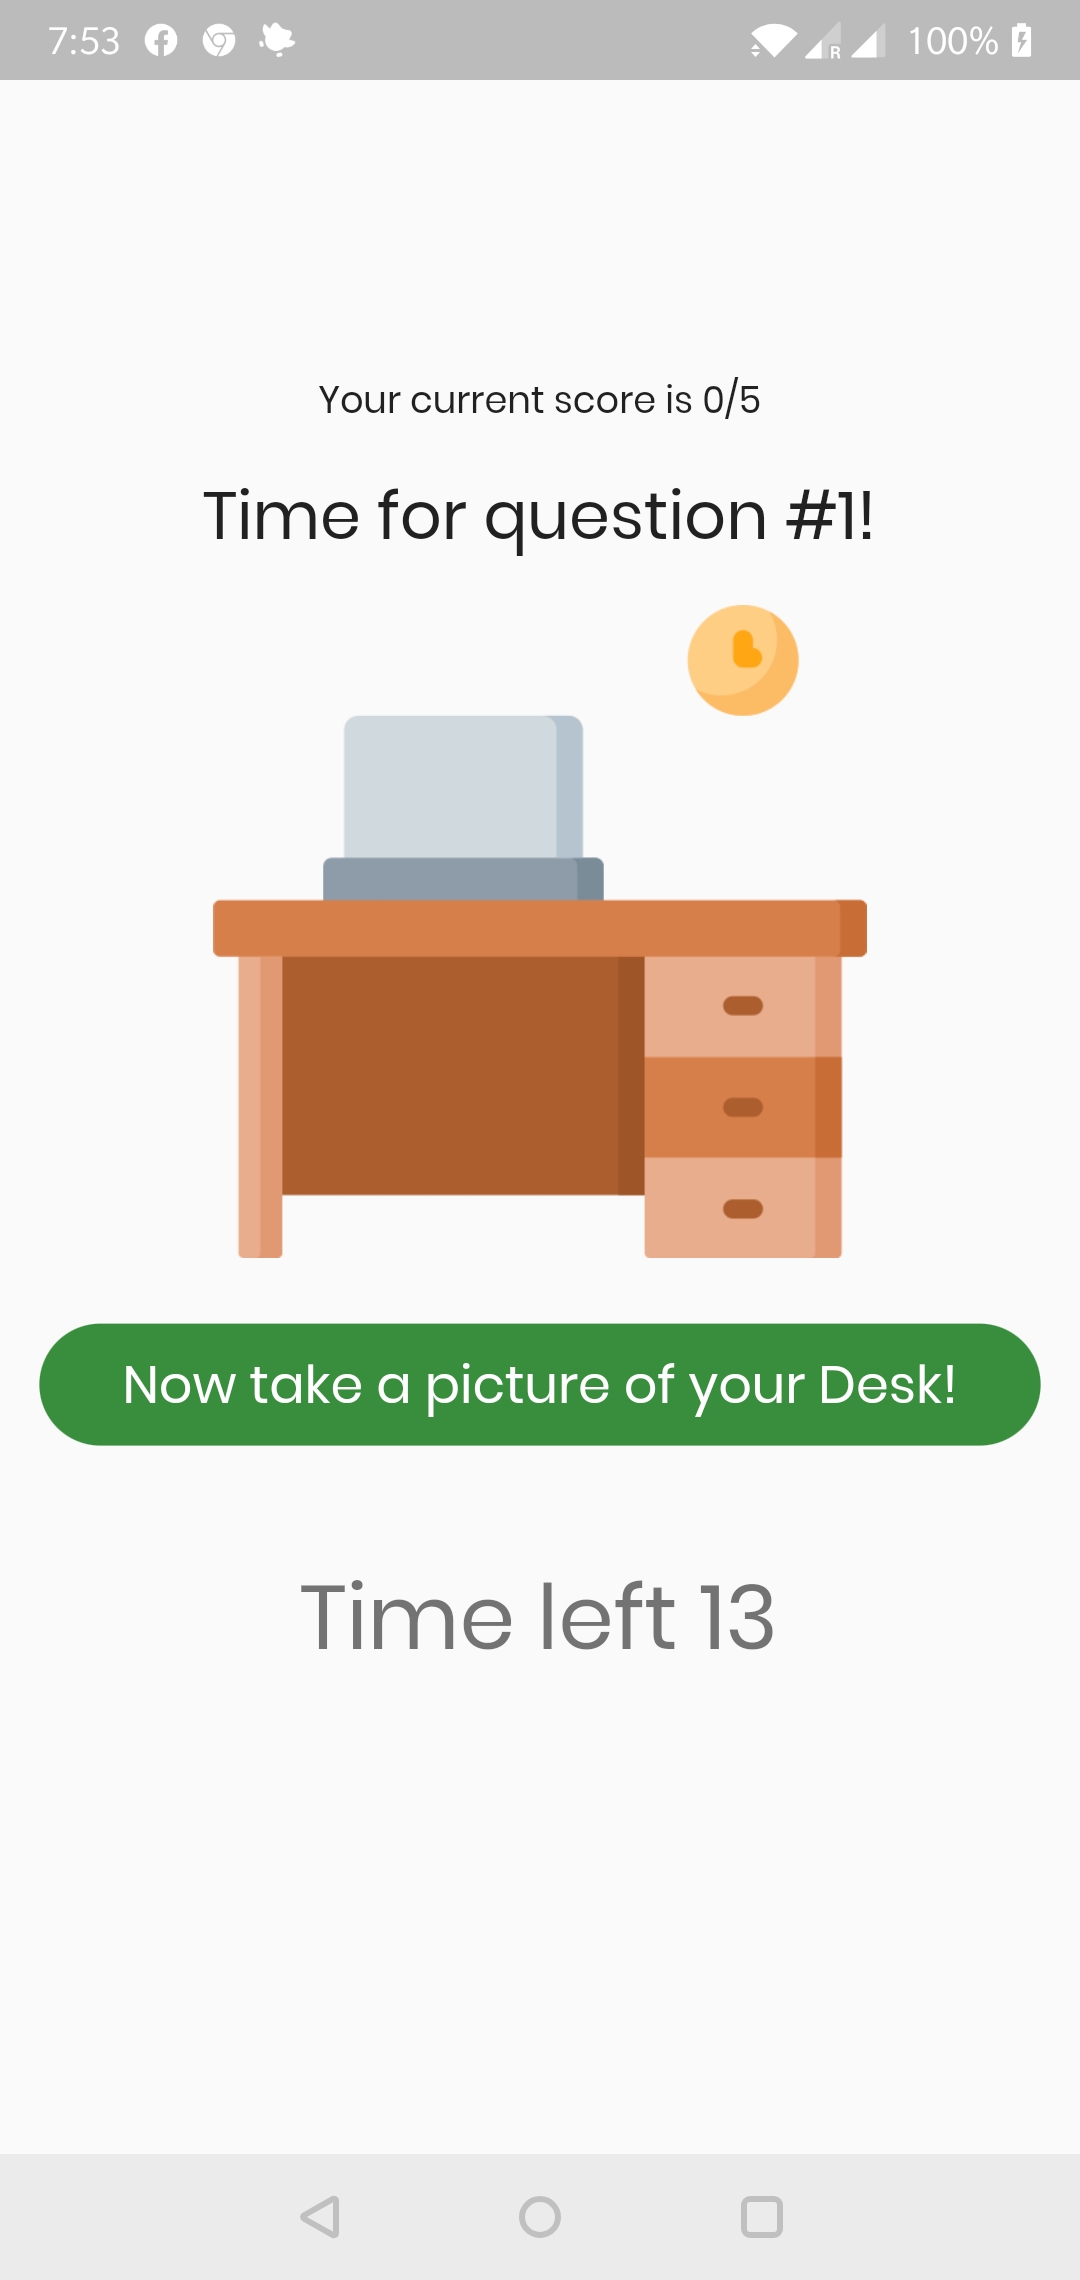 7:53 100%
Your current score is 0/5
Time for question #1!
Now take a picture of your Desk!
Time left 13